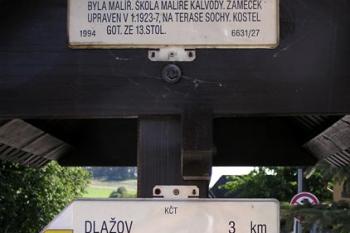 BYLA MALÍŘ. ŠKOLA MALÍŘE KALVODY. ZÁMEČEK
UPRAVEN V 1:1923-7, NA TERASE SOCHY. KOSTEL
GOT. ZE 13.STOL.
1994 6631/27
KČT
DLAŽOV 3 km